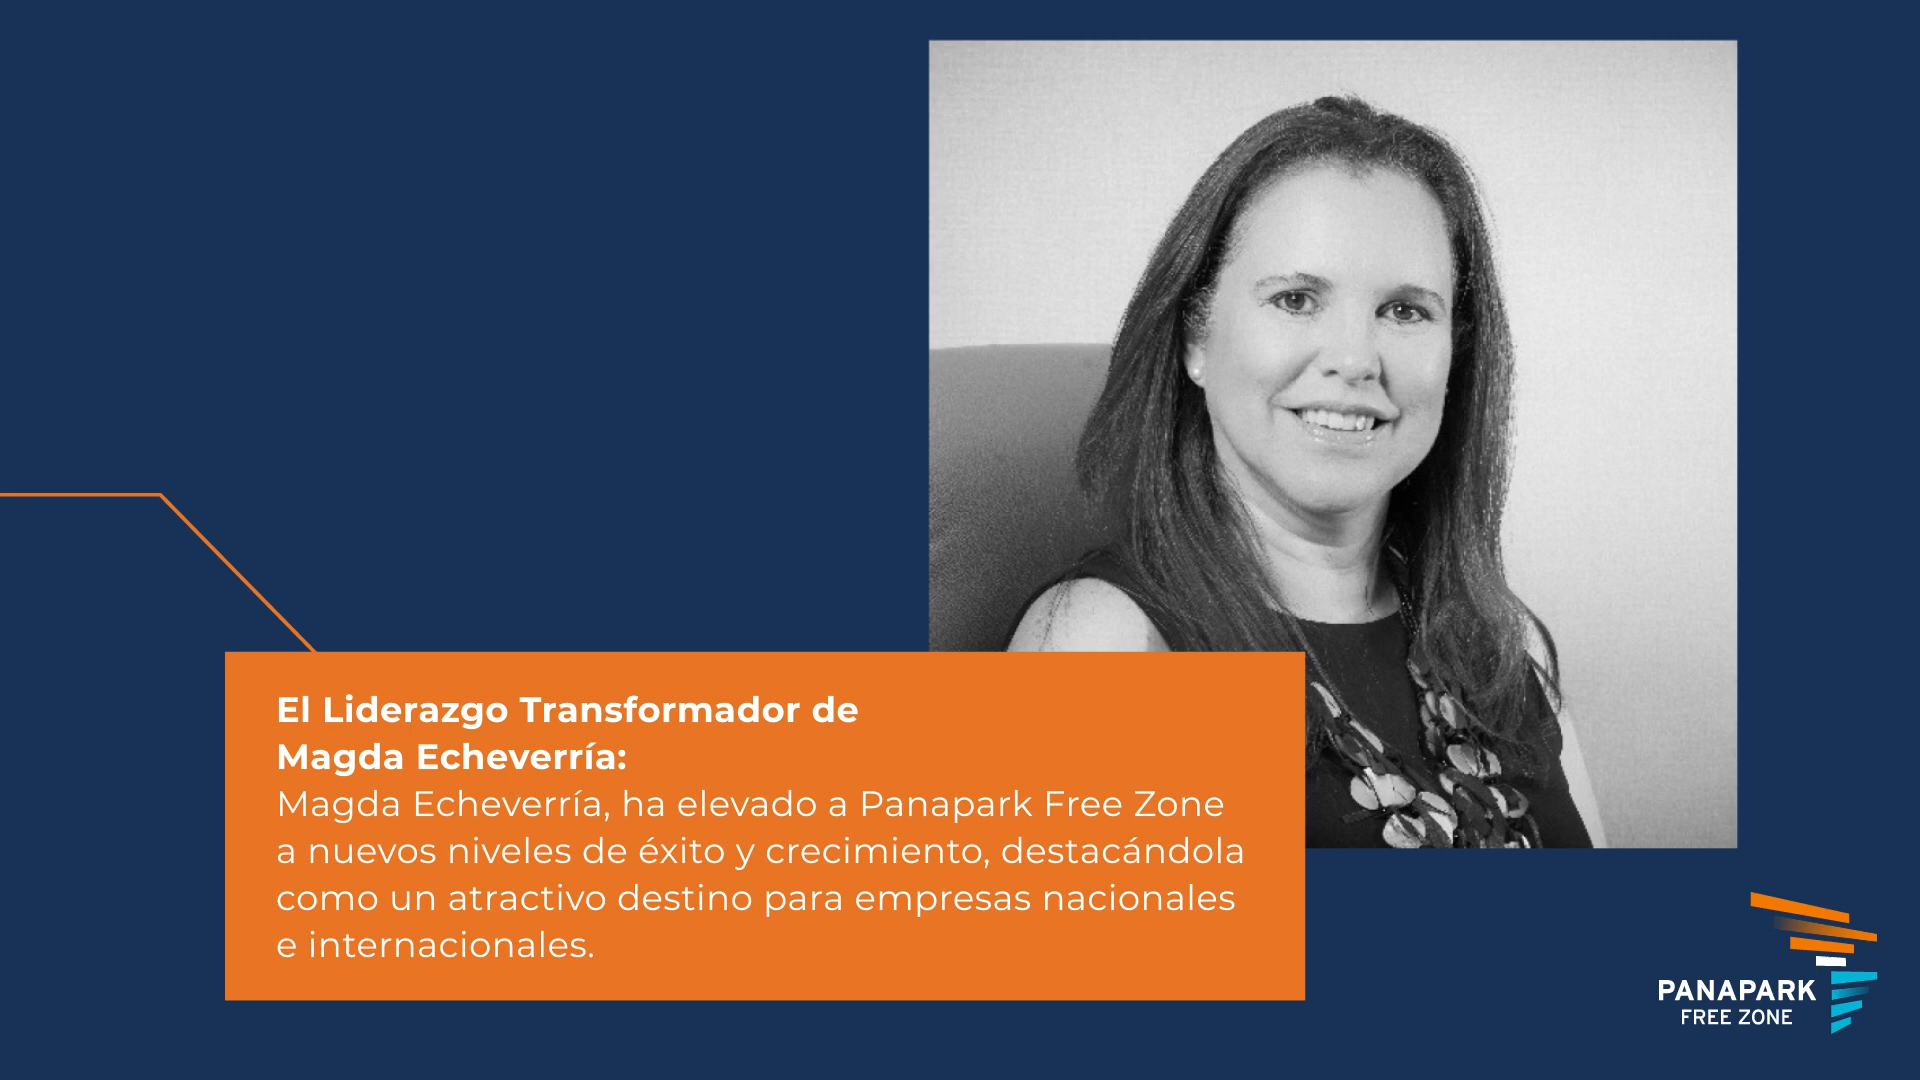 El Liderazgo Transformador de
Magda Echeverría:
Magda Echeverría, ha elevado a Panapark Free Zone
a nuevos niveles de éxito y crecimiento, destacándola
como un atractivo destino para empresas nacionales
e internacionales.
PANAPARK
FREE ZONE